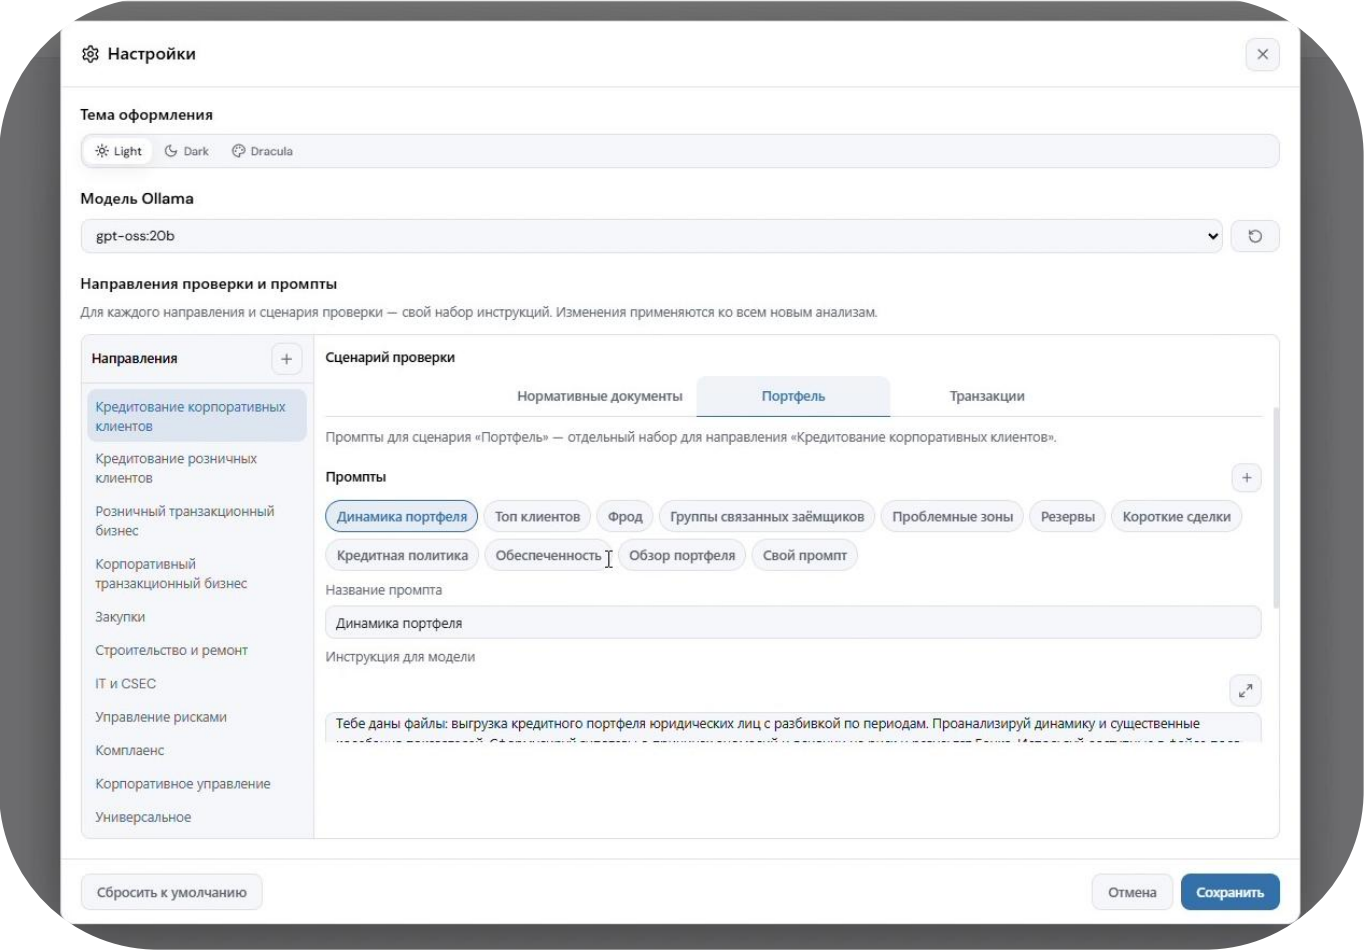 Настройки
Тема оформления
Light Dark Dracula
Модель Ollama
gpt-oss:20b
Направления проверки и промпты
Для каждого направления и сценария проверки — свой набор инструкций. Изменения применяются ко всем новым анализам.
Направления
Кредитование корпоративных
клиентов
Кредитование розничных
клиентов
Розничный транзакционный
бизнес
Корпоративный
транзакционный бизнес
Закупки
Строительство и ремонт
IT и CSEC
Управление рисками
Комплаенс
Корпоративное управление
Универсальное
Сценарий проверки
Нормативные документы Портфель Транзакции
Промпты для сценария «Портфель» — отдельный набор для направления «Кредитование корпоративных клиентов».
Промпты
Динамика портфеля Топ клиентов Фрод Группы связанных заёмщиков Проблемные зоны Резервы Короткие сделки
Кредитная политика Обеспеченность Обзор портфеля Свой промпт
Название промпта
Динамика портфеля
Инструкция для модели
Тебе даны файлы: выгрузка кредитного портфеля юридических лиц с разбивкой по периодам. Проанализируй динамику и существенные
Сбросить к умолчанию
Отмена Сохранить